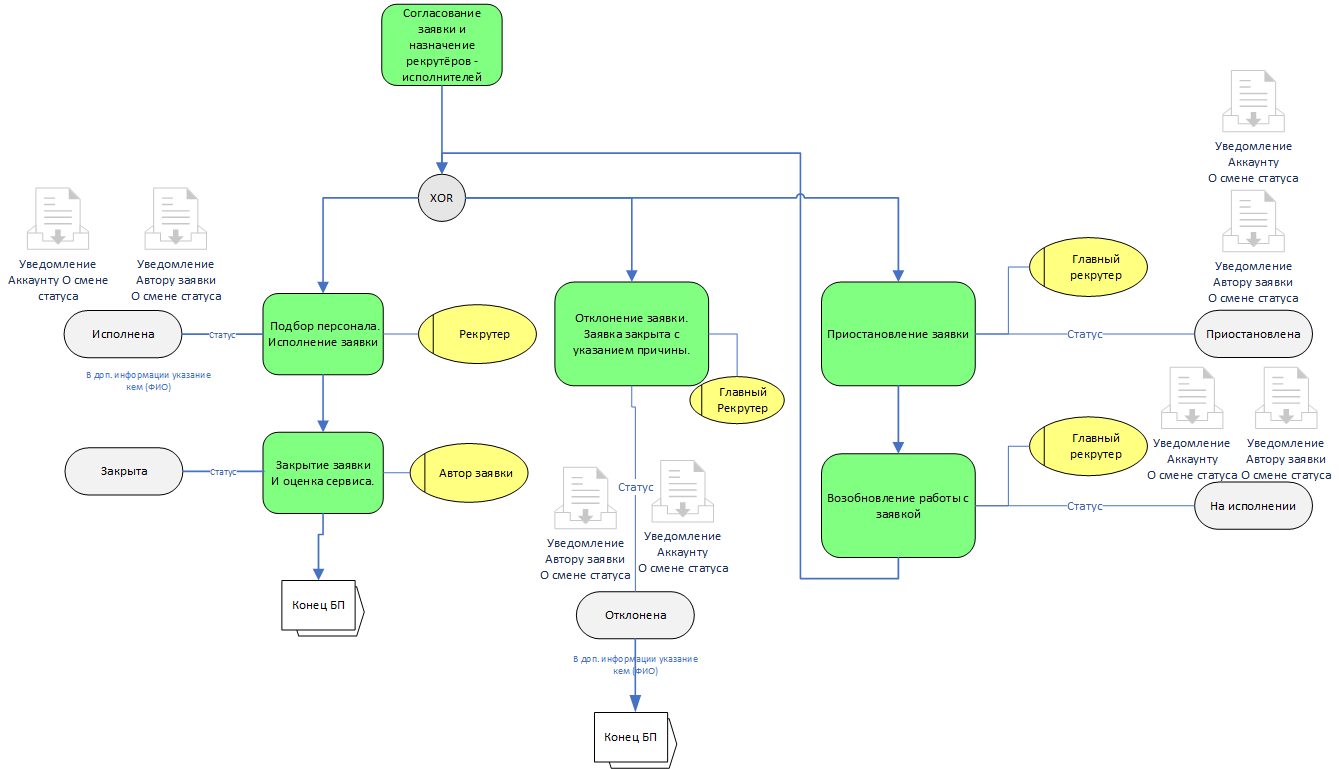 Согласование
заявки и
назначение
рекрутёров -
исполнителей
XOR
Уведомление
Аккаунту
О смене статуса
Уведомление
Аккаунту О смене
статуса
Уведомление
Автору заявки
О смене статуса
Уведомление
Автору заявки
О смене статуса
Главный
рекрутер
Исполнена
Статус
Подбор персонала.
Исполнение заявки
Рекрутер
Отклонение заявки.
Заявка закрыта с
указанием причины.
Главный
Рекрутер
Приостановление заявки
Статус
Приостановлена
В доп. информации указание
кем (ФИО)
Закрыта
Статус
Закрытие заявки
И оценка сервиса.
Автор заявки
Главный
рекрутер
Уведомление
Аккаунту
О смене статуса
Уведомление
Автору заявки
О смене статуса
Возобновление работы с
заявкой
Статус
На исполнении
Статус
Уведомление
Автору заявки
О смене статуса
Уведомление
Аккаунту
О смене статуса
Конец БП
Отклонена
В доп. информации указание
кем (ФИО)
Конец БП